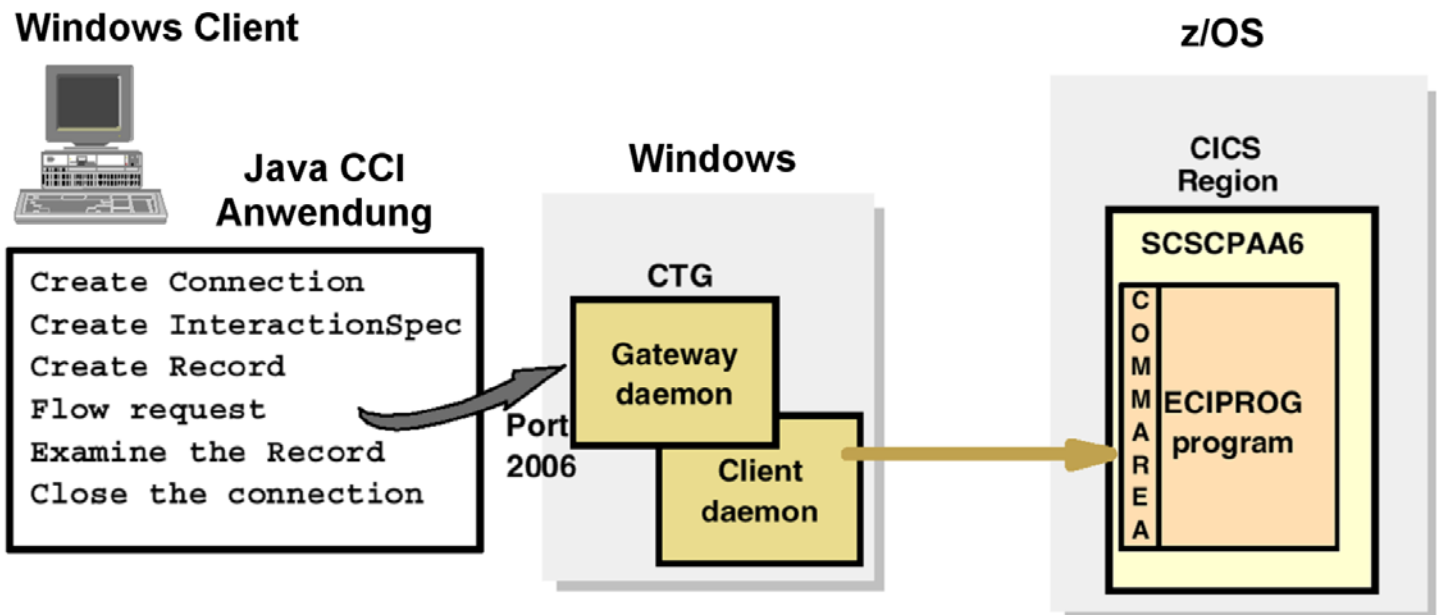 Windows Client
Java CCI
Anwendung
Create Connection
Create InteractionSpec
Create Record
Flow request
Examine the Record
Close the connection
Port
2006
Windows
CTG
Gateway
daemon
Client
daemon
z/OS
CICS
Region
SCSCPAA6
COMMAREA
ECIPROG
program